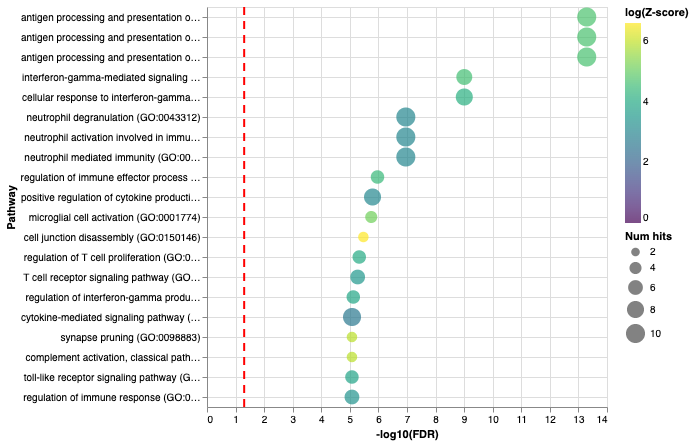 antigen processing and presentation o...
antigen processing and presentation o...
antigen processing and presentation o...
interferon-gamma-mediated signaling ...
cellular response to interferon-gamma...
neutrophil degranulation (GO:0043312)
neutrophil activation involved in immu...
neutrophil mediated immunity (GO:00...
regulation of immune effector process ...
positive regulation of cytokine producti...
microglial cell activation (GO:0001774)
cell junction disassembly (GO:0150146)
regulation of T cell proliferation (GO:0...
T cell receptor signaling pathway (GO...
regulation of interferon-gamma produ...
cytokine-mediated signaling pathway (...
synapse pruning (GO:0098883)
complement activation, classical path...
toll-like receptor signaling pathway (G...
regulation of immune response (GO:0...
Pathway
0 1 2 3 4 5 6 7 8 9 10 11 12 13 14
-log10(FDR)
log(Z-score)
6
4
2
0
Num hits
2
4
6
8
10